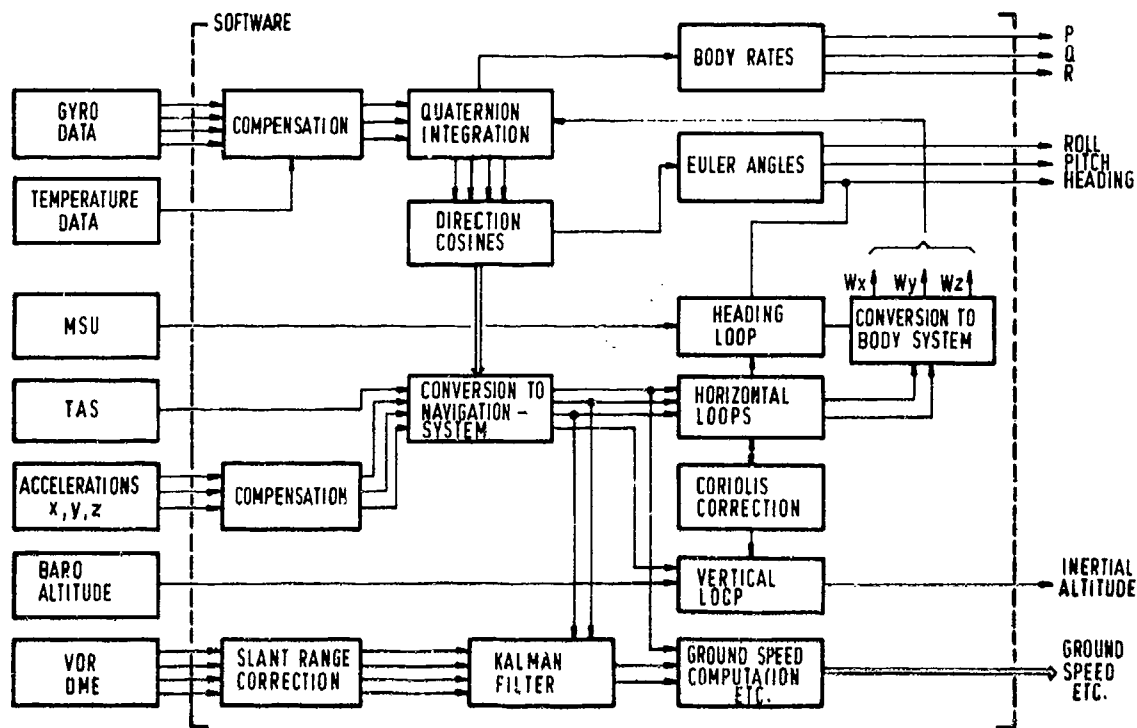 SOFTWARE
P
Q
R
BODY RATES
GYRO
DATA
COMPENSATION
QUATERNION
INTEGRATION
ROLL
PITCH
HEADING
EULER ANGLES
TEMPERATURE
DATA
DIRECTION
COSINES
Wx Wy Wz
MSU
HEADING
LOOP
CONVERSION TO
BODY SYSTEM
TAS
CONVERSION TO
NAVIGATION -
SYSTEM
HORIZONTAL
LOOPS
ACCELERATIONS
x, y, z
COMPENSATION
CORIOLIS
CORRECTION
BARO
ALTITUDE
VERTICAL
LOOP
INERTIAL
ALTITUDE
VOR
DME
SLANT RANGE
CORRECTION
KALMAN
FILTER
GROUND SPEED
COMPUTATION
ETC.
GROUND
SPEED
ETC.